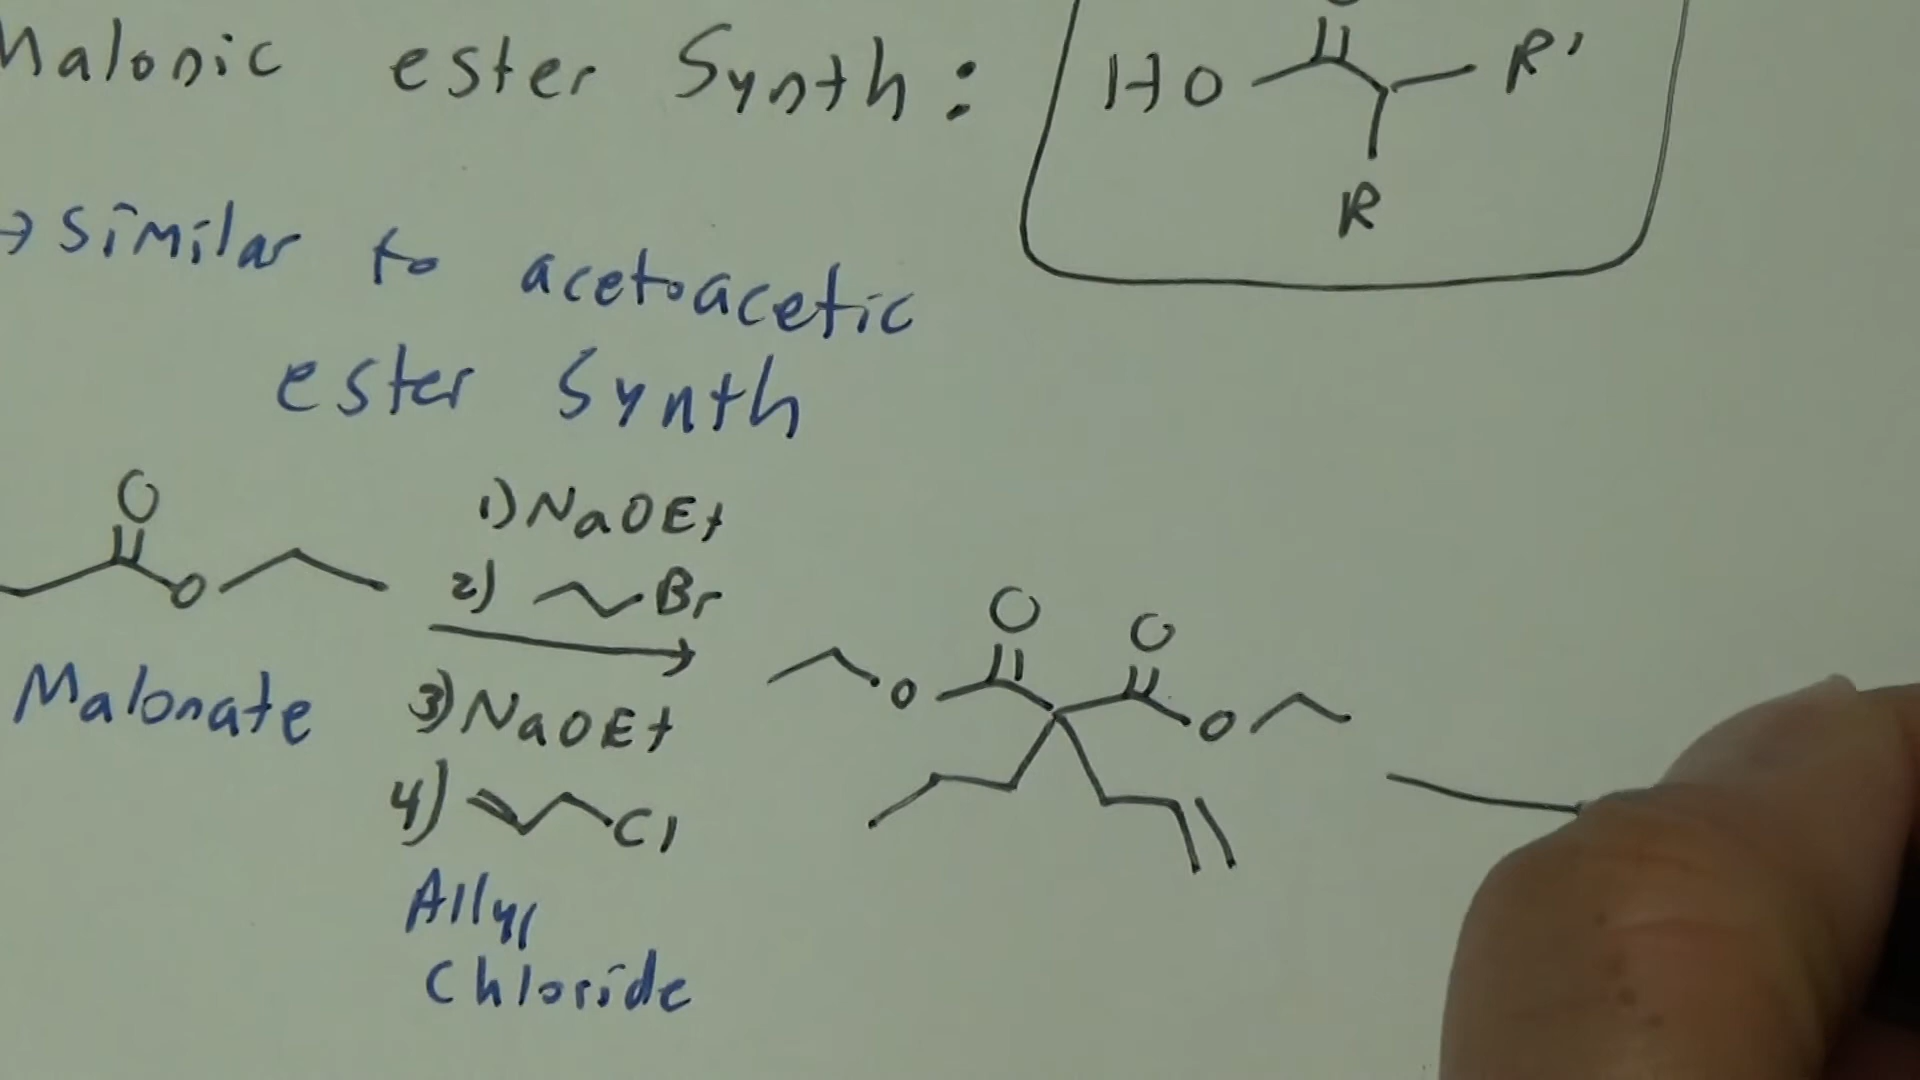 Malonic ester Synth:
HO R'
R
→ similar to acetoacetic
ester Synth
O
O
1) NaOEt
2) Br
Malonate
3) NaOEt
4) Cl
Allyl
Chloride
O O
O O